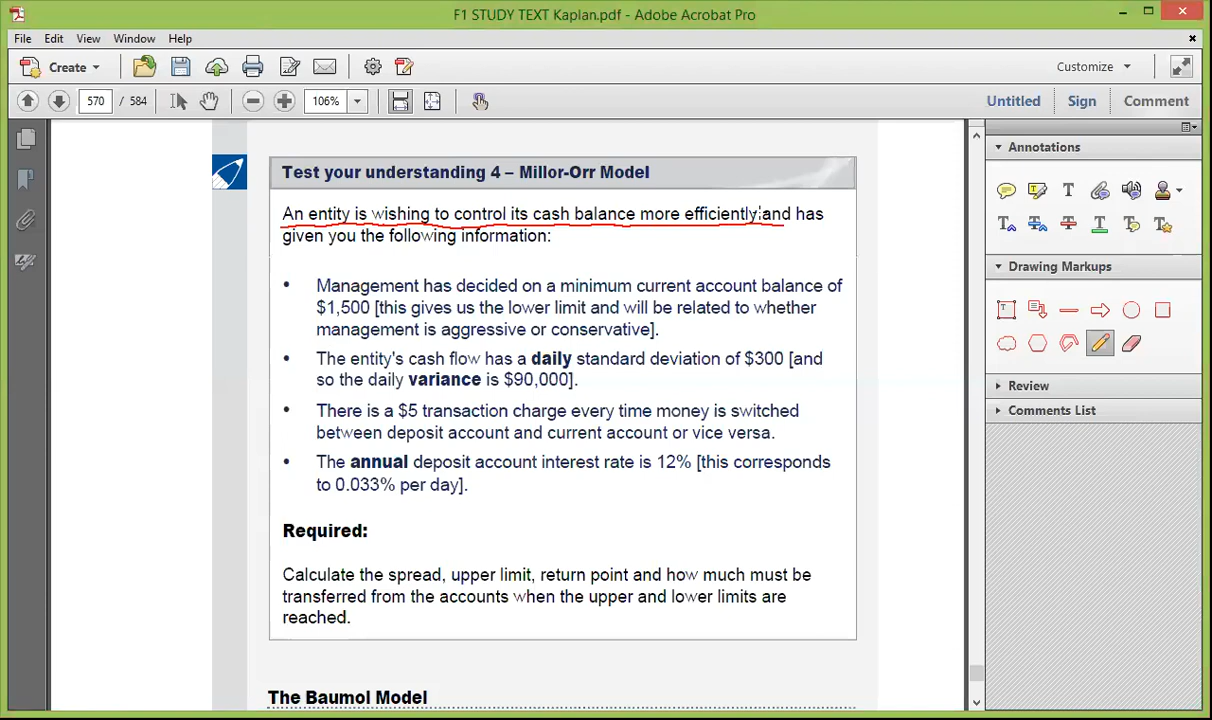 F1 STUDY TEXT Kaplan.pdf - Adobe Acrobat Pro
File Edit View Window Help
Create Customize
570 / 584 106% Untitled Sign Comment
Test your understanding 4 – Millor-Orr Model
An entity is wishing to control its cash balance more efficiently and has
given you the following information:
• Management has decided on a minimum current account balance of
$1,500 [this gives us the lower limit and will be related to whether
management is aggressive or conservative].
• The entity's cash flow has a daily standard deviation of $300 [and
so the daily variance is $90,000].
• There is a $5 transaction charge every time money is switched
between deposit account and current account or vice versa.
• The annual deposit account interest rate is 12% [this corresponds
to 0.033% per day].
Required:
Calculate the spread, upper limit, return point and how much must be
transferred from the accounts when the upper and lower limits are
reached.
The Baumol Model
Annotations
Drawing Markups
Review
Comments List